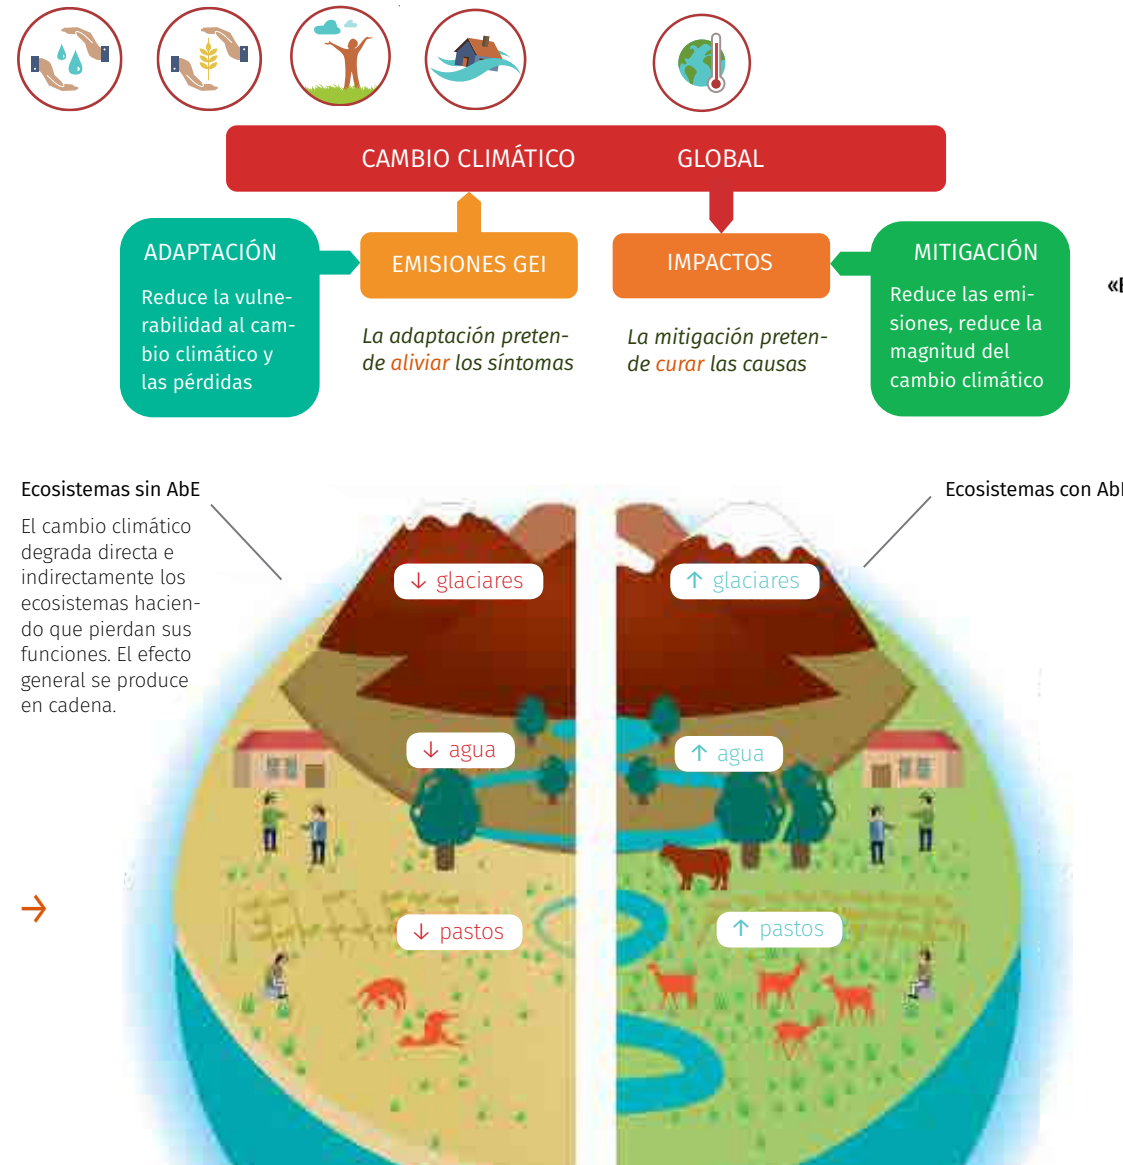 CAMBIO CLIMÁTICO GLOBAL
ADAPTACIÓN
Reduce la vulne-
rabilidad al cam-
bio climático y
las pérdidas
EMISIONES GEI
La adaptación preten-
de aliviar los síntomas
IMPACTOS
La mitigación preten-
de curar las causas
MITIGACIÓN
Reduce las emi-
siones, reduce la
magnitud del
cambio climático
Ecosistemas sin AbE
El cambio climático
degrada directa e
indirectamente los
ecosistemas hacien-
do que pierdan sus
funciones. El efecto
general se produce
en cadena.
Ecosistemas con
↓ glaciares
↑ glaciares
↓ agua
↑ agua
↓ pastos
↑ pastos